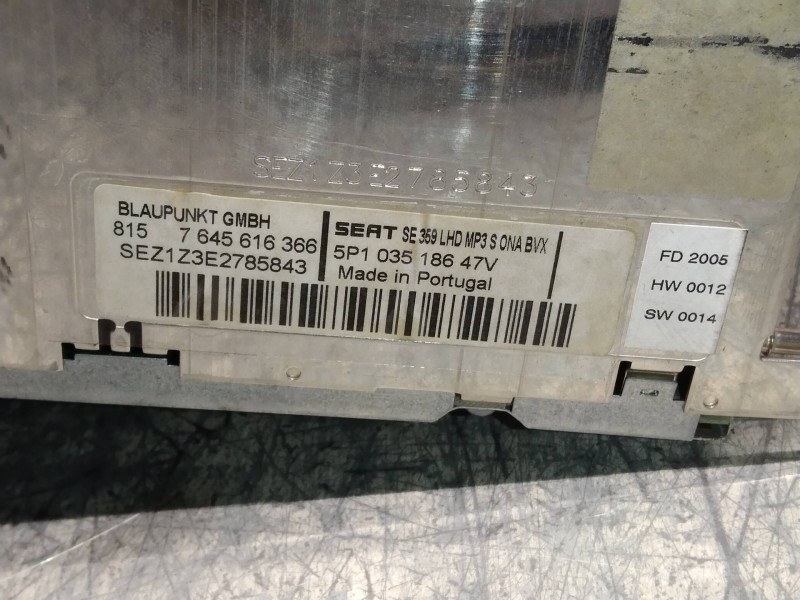 SEZ1Z3E2785843
BLAUPUNKT GMBH
815 7 645 616 366
SEZ1Z3E2785843
SEAT SE 359 LHD MP3 S ONA BVX
5P1 035 186 47V
Made in Portugal
FD 2005
HW 0012
SW 0014